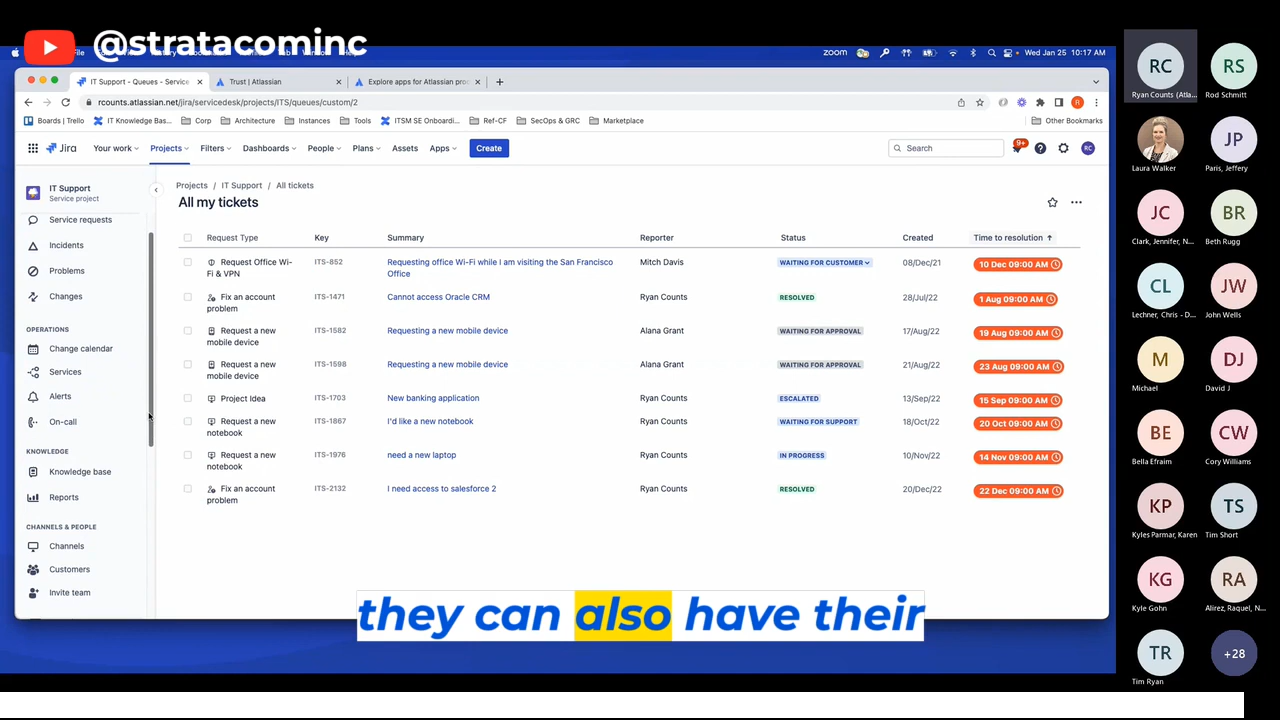 @stratacominc
File
zoom
Wed Jan 25 10:17 AM
IT Support - Queues - Service
Trust | Atlassian
Explore apps for Atlassian pro
rcounts.atlassian.net/jira/servicedesk/projects/ITS/queues/custom/2
Boards | Trello
IT Knowledge Bas...
Corp
Architecture
Instances
Tools
ITSM SE Onboardi...
Ref-CF
SecOps & GRC
Marketplace
Other Bookmarks
Jira
Your work
Projects
Filters
Dashboards
People
Plans
Assets
Apps
Create
Search
9+
RC
IT Support
Service project
Service requests
Incidents
Problems
Changes
OPERATIONS
Change calendar
Services
Alerts
On-call
KNOWLEDGE
Knowledge base
Reports
CHANNELS & PEOPLE
Channels
Customers
Invite team
Projects / IT Support / All tickets
All my tickets
Request Type Key Summary Reporter Status Created Time to resolution ↑
Request Office Wi-Fi & VPN ITS-852 Requesting office Wi-Fi while I am visiting the San Francisco Office Mitch Davis WAITING FOR CUSTOMER 08/Dec/21 10 Dec 09:00 AM
Fix an account problem ITS-1471 Cannot access Oracle CRM Ryan Counts RESOLVED 28/Jul/22 1 Aug 09:00 AM
Request a new mobile device ITS-1582 Requesting a new mobile device Alana Grant WAITING FOR APPROVAL 17/Aug/22 19 Aug 09:00 AM
Request a new mobile device ITS-1598 Requesting a new mobile device Alana Grant WAITING FOR APPROVAL 21/Aug/22 23 Aug 09:00 AM
Project Idea ITS-1703 New banking application Ryan Counts ESCALATED 13/Sep/22 15 Sep 09:00 AM
Request a new notebook ITS-1867 I'd like a new notebook Ryan Counts WAITING FOR SUPPORT 18/Oct/22 20 Oct 09:00 AM
Request a new notebook ITS-1976 need a new laptop Ryan Counts IN PROGRESS 10/Nov/22 14 Nov 09:00 AM
Fix an account problem ITS-2132 I need access to salesforce 2 Ryan Counts RESOLVED 20/Dec/22 22 Dec 09:00 AM
they can also have their
RC
Ryan Counts (Atla...
RS
Rod Schmitt
Laura Walker
JP
Paris, Jeffery
JC
Clark, Jennifer, N...
BR
Beth Rugg
CL
Lechner, Chris - D...
JW
John Wells
M
Michael
DJ
David J
BE
Bella Efraim
CW
Cory Williams
KP
Kyles Parmar, Karen
TS
Tim Short
KG
Kyle Gohn
RA
Alirez, Raquel, N...
TR
Tim Ryan
+28